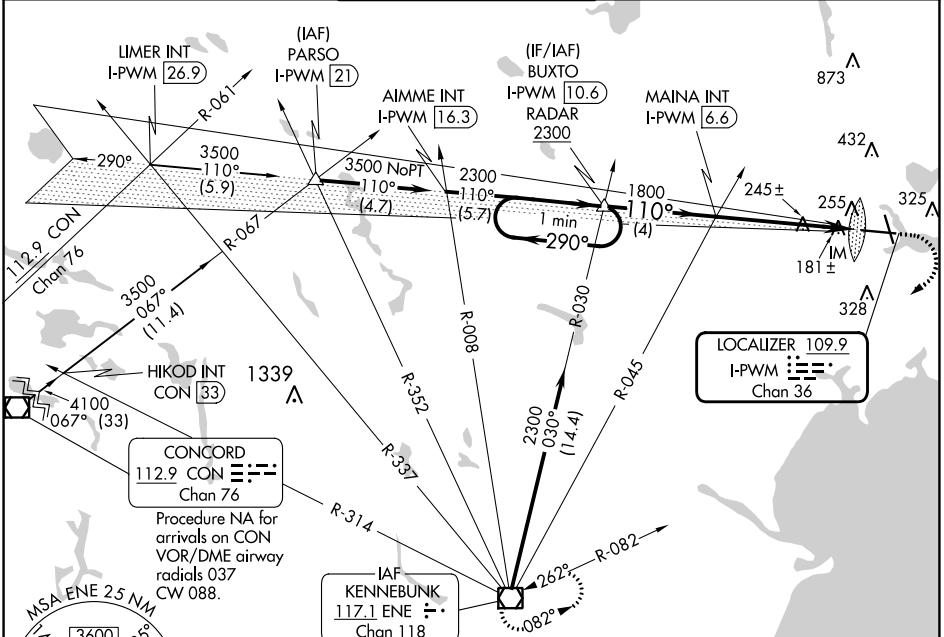 LIMER INT
I-PWM 26.9
R-061
(IAF)
PARSO
I-PWM 21
AIMME INT
I-PWM 16.3
(IF/IAF)
BUXTO
I-PWM 10.6
RADAR
2300
MAINA INT
I-PWM 6.6
873
432
325
255
245±
181±
IM
328
290°
3500
110°
(5.9)
3500 NoPT
110°
(4.7)
2300
110°
(5.7)
1800
110°
(4)
1 min
290°
112.9 CON
Chan 76
R-067
3500
067°
(11.4)
HIKOD INT
CON 33
1339
4100
067° (33)
R-337
R-352
R-008
R-030
2300
030°
(14.4)
R-045
LOCALIZER 109.9
I-PWM
Chan 36
CONCORD
112.9 CON
Chan 76
Procedure NA for
arrivals on CON
VOR/DME airway
radials 037
CW 088.
R-314
IAF
KENNEBUNK
117.1 ENE
Chan 118
262°
R-082
082°
MSA ENE 25 NM
3600